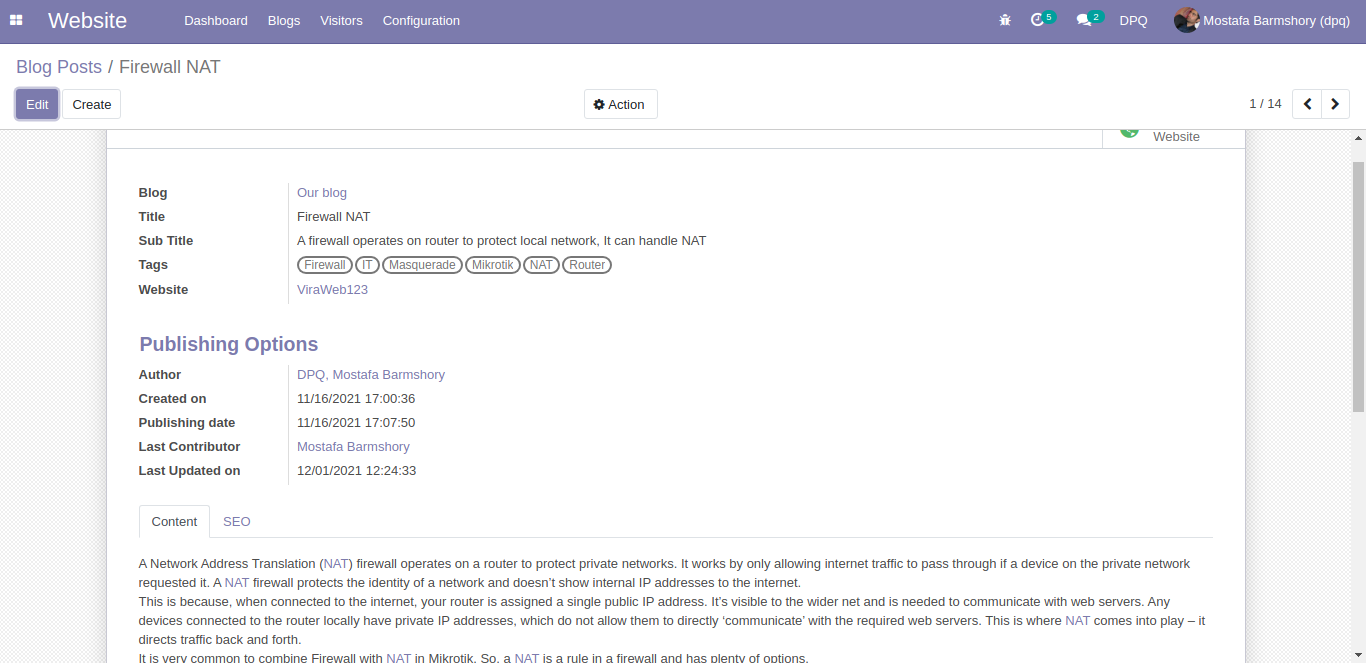 Website Dashboard Blogs Visitors Configuration 5 2 DPQ Mostafa Barmshory (dpq)
Blog Posts / Firewall NAT
Edit Create Action 1 / 14
Website
Blog Our blog
Title Firewall NAT
Sub Title A firewall operates on router to protect local network, It can handle NAT
Tags Firewall IT Masquerade Mikrotik NAT Router
Website ViraWeb123
Publishing Options
Author DPQ, Mostafa Barmshory
Created on 11/16/2021 17:00:36
Publishing date 11/16/2021 17:07:50
Last Contributor Mostafa Barmshory
Last Updated on 12/01/2021 12:24:33
Content SEO
A Network Address Translation (NAT) firewall operates on a router to protect private networks. It works by only allowing internet traffic to pass through if a device on the private network
requested it. A NAT firewall protects the identity of a network and doesn’t show internal IP addresses to the internet.
This is because, when connected to the internet, your router is assigned a single public IP address. It’s visible to the wider net and is needed to communicate with web servers. Any
devices connected to the router locally have private IP addresses, which do not allow them to directly ‘communicate’ with the required web servers. This is where NAT comes into play – it
directs traffic back and forth.
It is very common to combine Firewall with NAT in Mikrotik. So, a NAT is a rule in a firewall and has plenty of options.